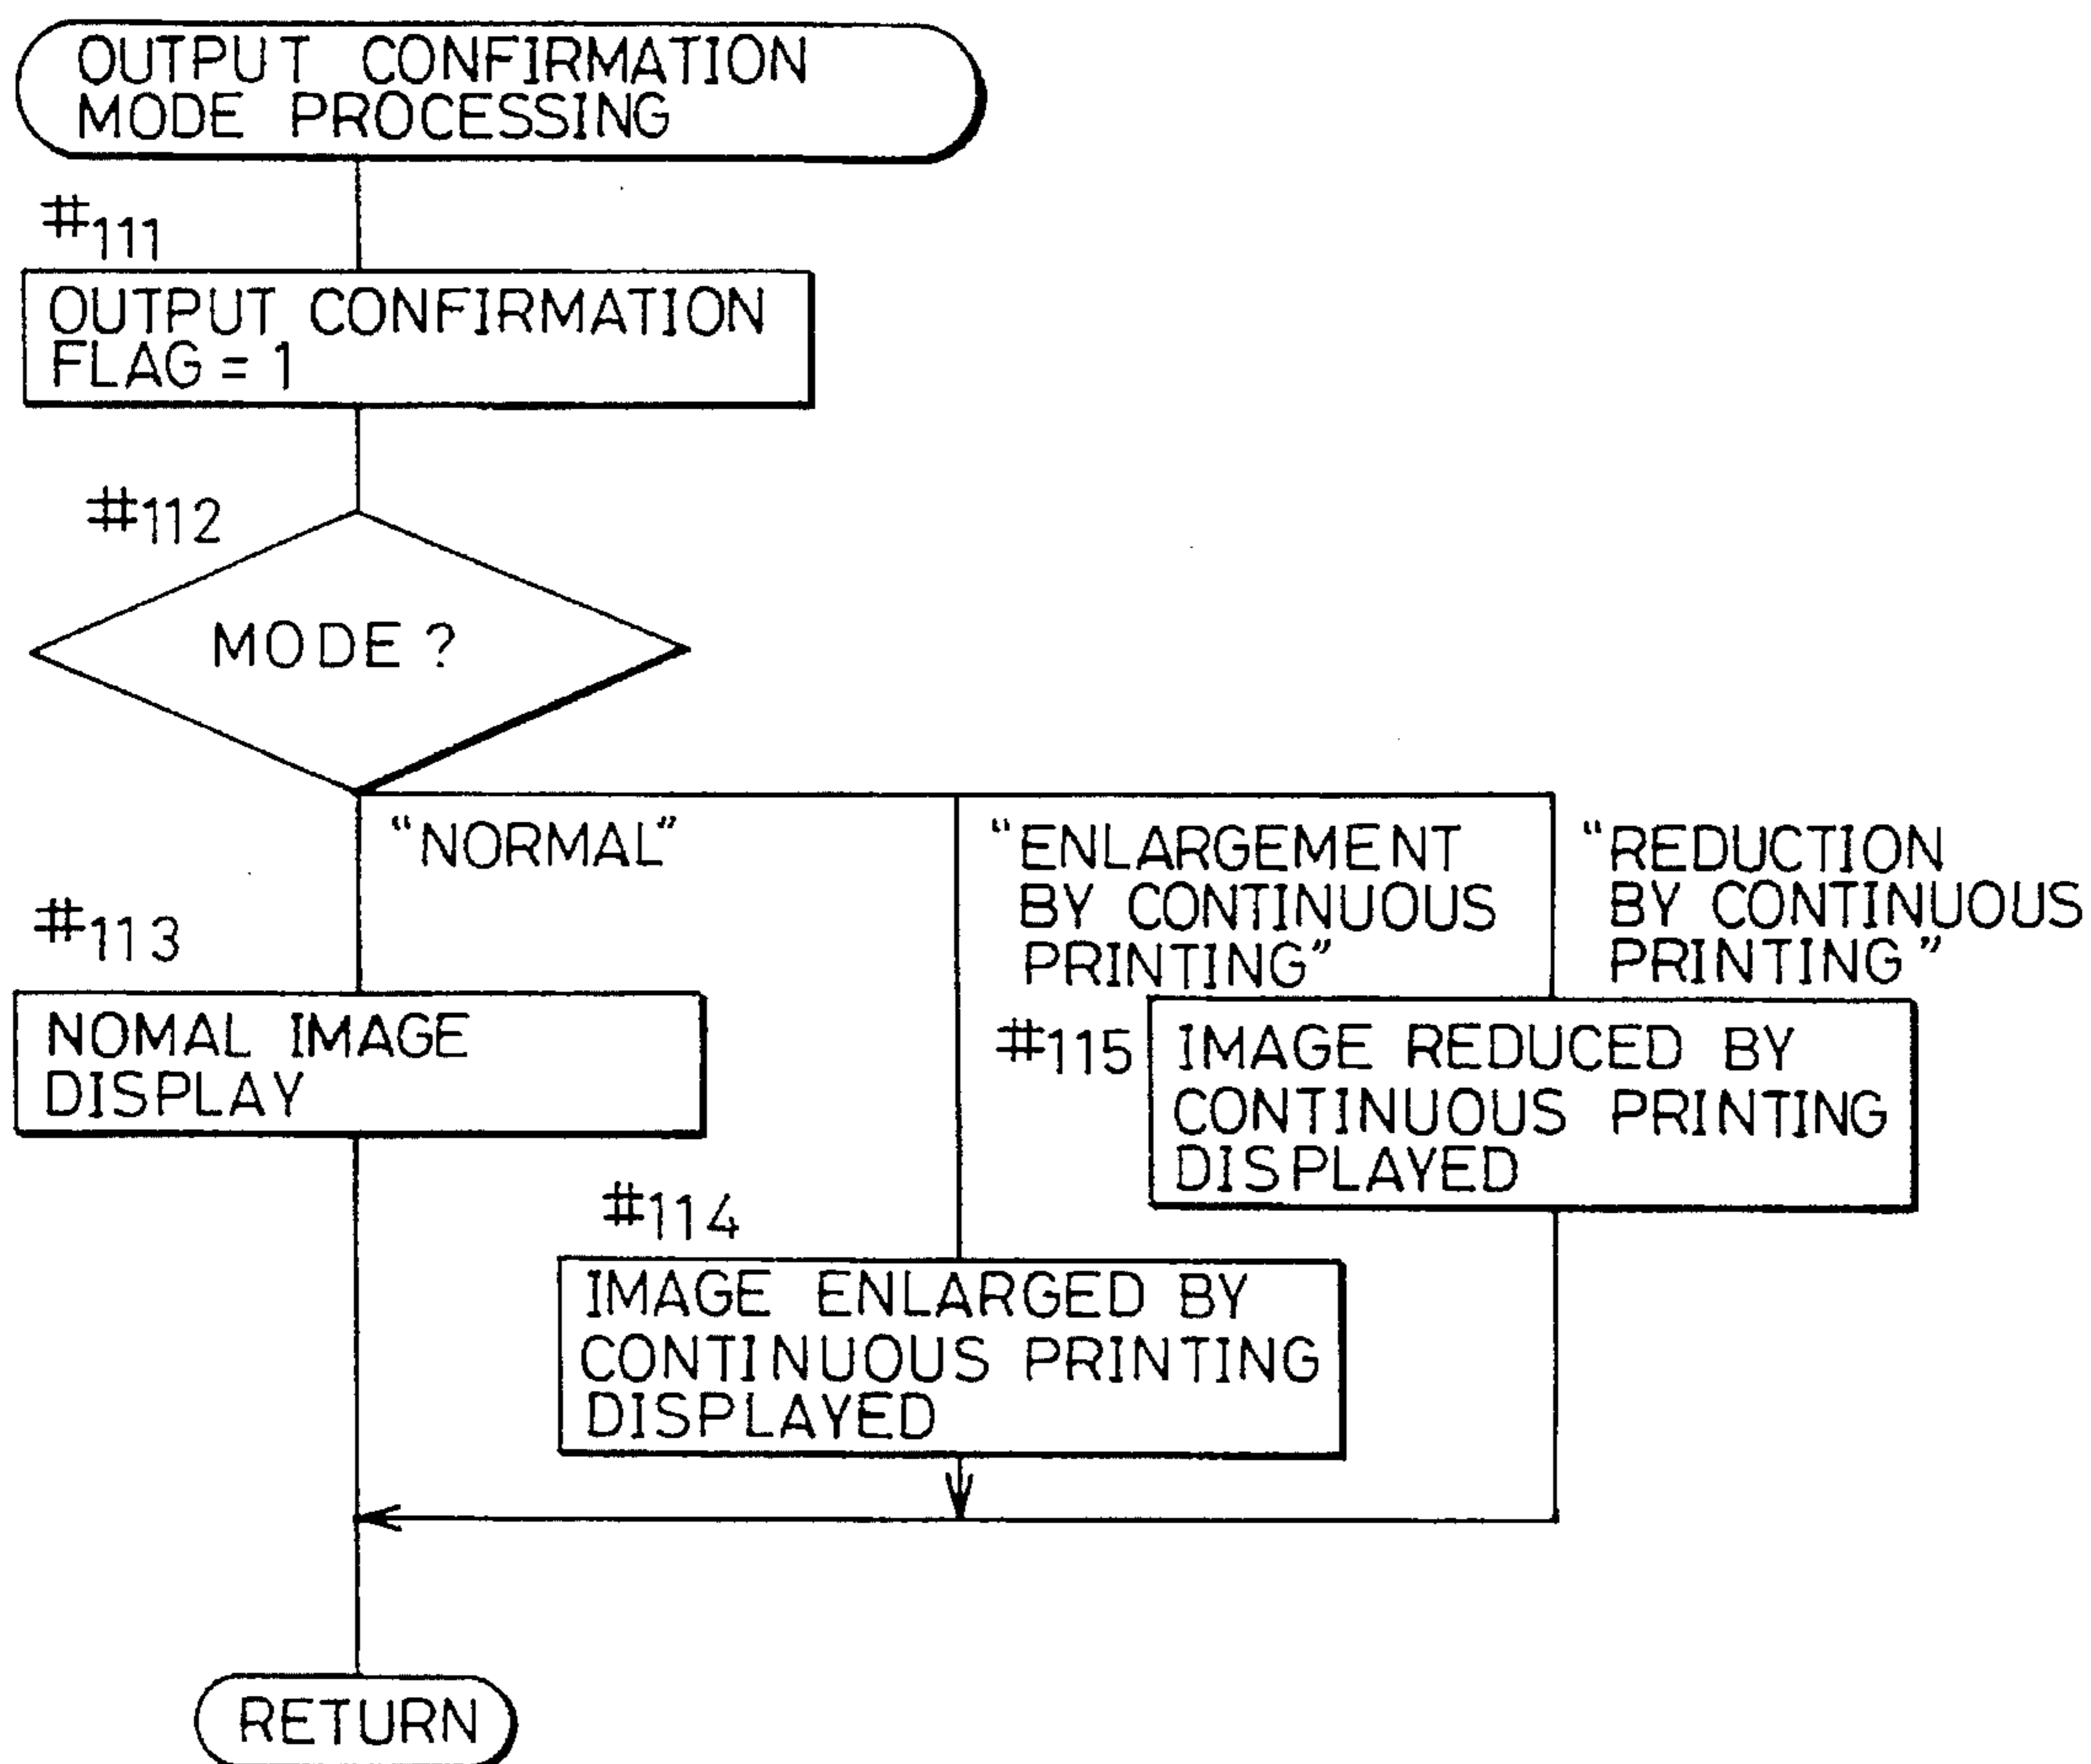 OUTPUT CONFIRMATION
MODE PROCESSING
#111
OUTPUT CONFIRMATION
FLAG = 1
#112
MODE ?
"NORMAL"
"ENLARGEMENT
BY CONTINUOUS
PRINTING"
"REDUCTION
BY CONTINUOUS
PRINTING"
#113
NOMAL IMAGE
DISPLAY
#115
IMAGE REDUCED BY
CONTINUOUS PRINTING
DISPLAYED
#114
IMAGE ENLARGED BY
CONTINUOUS PRINTING
DISPLAYED
RETURN